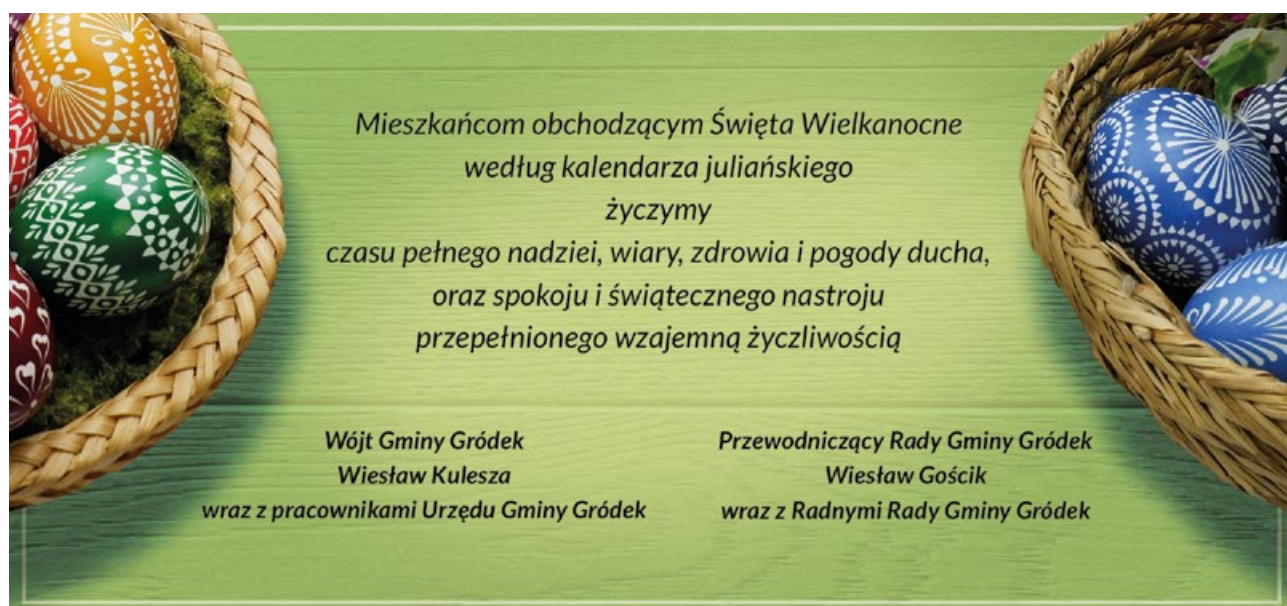 Mieszkańcom obchodzącym Święta Wielkanocne
według kalendarza juliańskiego
życzymy
czasu pełnego nadziei, wiary, zdrowia i pogody ducha,
oraz spokoju i świątecznego nastroju
przepełnionego wzajemną życzliwością
Wójt Gminy Gródek
Wiesław Kulesza
wraz z pracownikami Urzędu Gminy Gródek
Przewodniczący Rady Gminy Gródek
Wiesław Gościk
wraz z Radnymi Rady Gminy Gródek